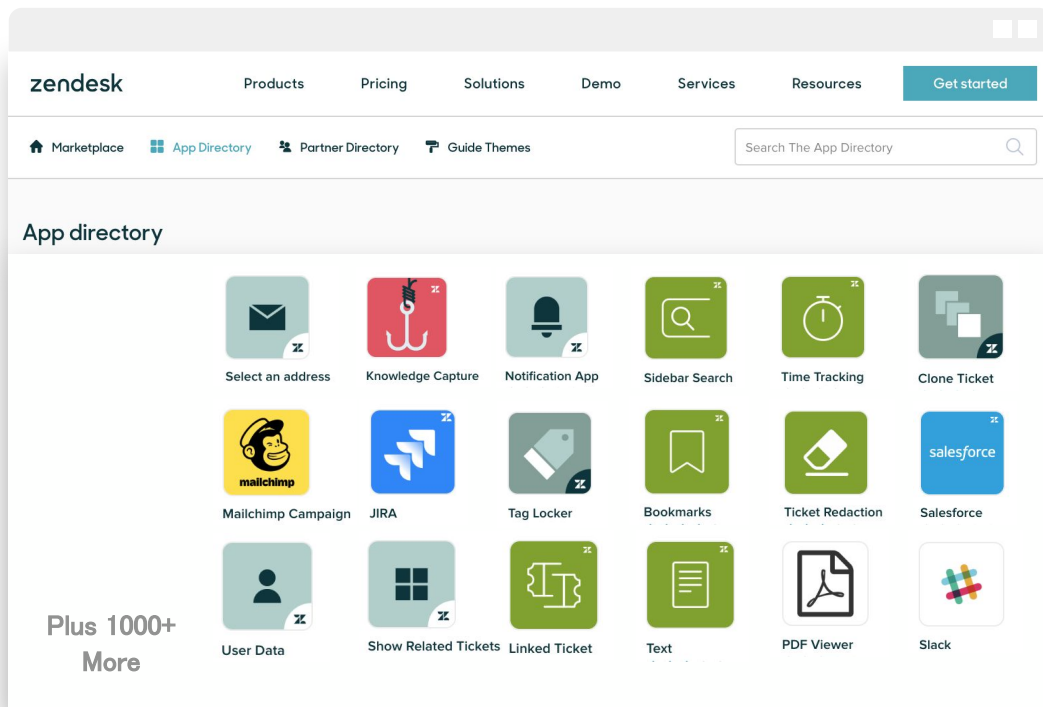 zendesk Products Pricing Solutions Demo Services Resources Get started
Marketplace App Directory Partner Directory Guide Themes Search The App Directory
App directory
Select an address Knowledge Capture Notification App Sidebar Search Time Tracking Clone Ticket
mailchimp
salesforce
Mailchimp Campaign JIRA Tag Locker Bookmarks Ticket Redaction Salesforce
User Data Show Related Tickets Linked Ticket Text PDF Viewer Slack
Plus 1000+
More